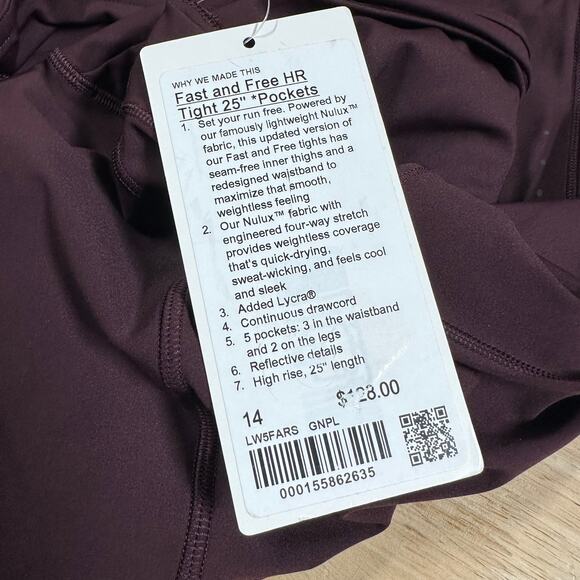 WHY WE MADE THIS
Fast and Free HR
Tight 25" *Pockets
1. Set your run free. Powered by
our famously lightweight Nulux™
fabric, this updated version of
our Fast and Free tights has
seam-free inner thighs and a
redesigned waistband to
maximize that smooth,
weightless feeling
2. Our Nulux™ fabric with
engineered four-way stretch
provides weightless coverage
that's quick-drying,
sweat-wicking, and feels cool
and sleek
3. Added Lycra®
4. Continuous drawcord
5. 5 pockets: 3 in the waistband
and 2 on the legs
6. Reflective details
7. High rise, 25" length
14 $128.00
LW5FARS GNPL
000155862635